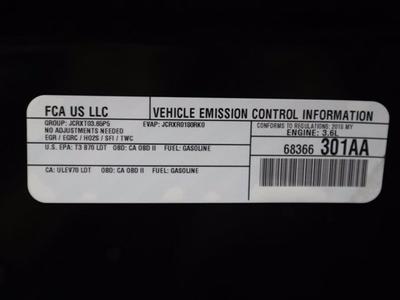 FCA US LLC
VEHICLE EMISSION CONTROL INFORMATION
GROUP: JCRXT03.65P5 EVAP: JCRXR0180RK0
NO ADJUSTMENTS NEEDED
EGR / EGRC / HO2S / SFI / TWC
CONFORMS TO REGULATIONS: 2018 MY
ENGINE: 3.6L
U.S. EPA: T3 B70 LDT OBD: CA OBD II FUEL: GASOLINE
CA: ULEV70 LDT OBD: CA OBD II FUEL: GASOLINE
68366 301AA